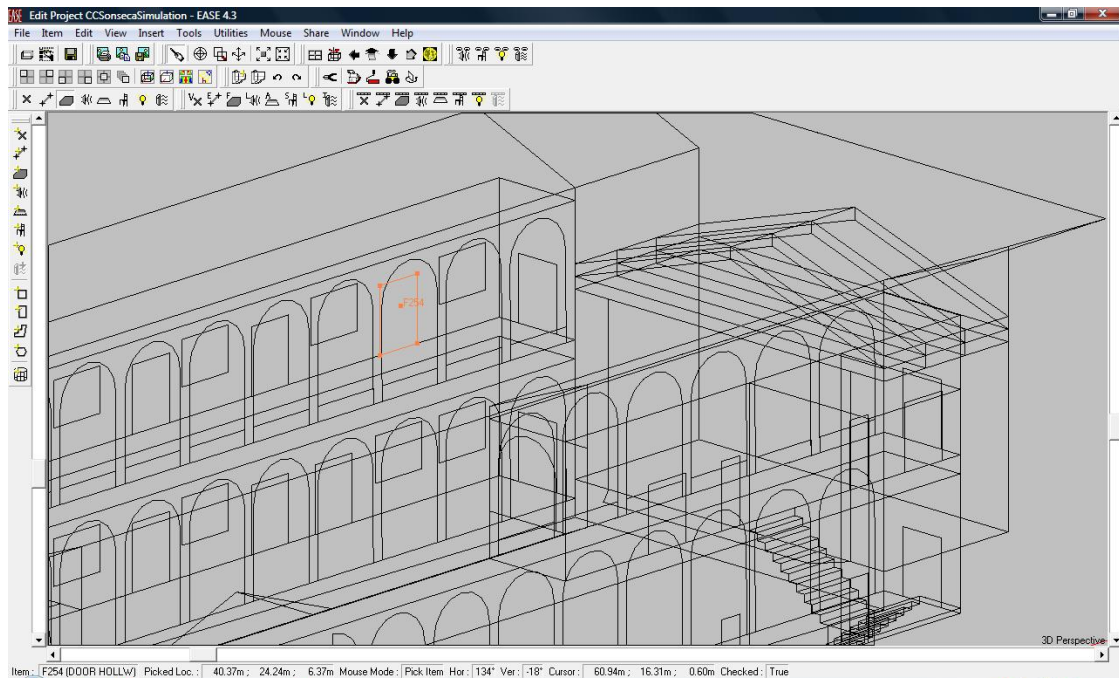 EASE Edit Project CCSonsecaSimulation - EASE 4.3
File Item Edit View Insert Tools Utilities Mouse Share Window Help
F254
3D Perspective
Item : F254 (DOOR HOLLW) Picked Loc. : 40.37m ; 24.24m ; 6.37m Mouse Mode : Pick Item Hor: 134° Ver: -18° Cursor : 60.94m ; 16.31m ; 0.60m Checked : True